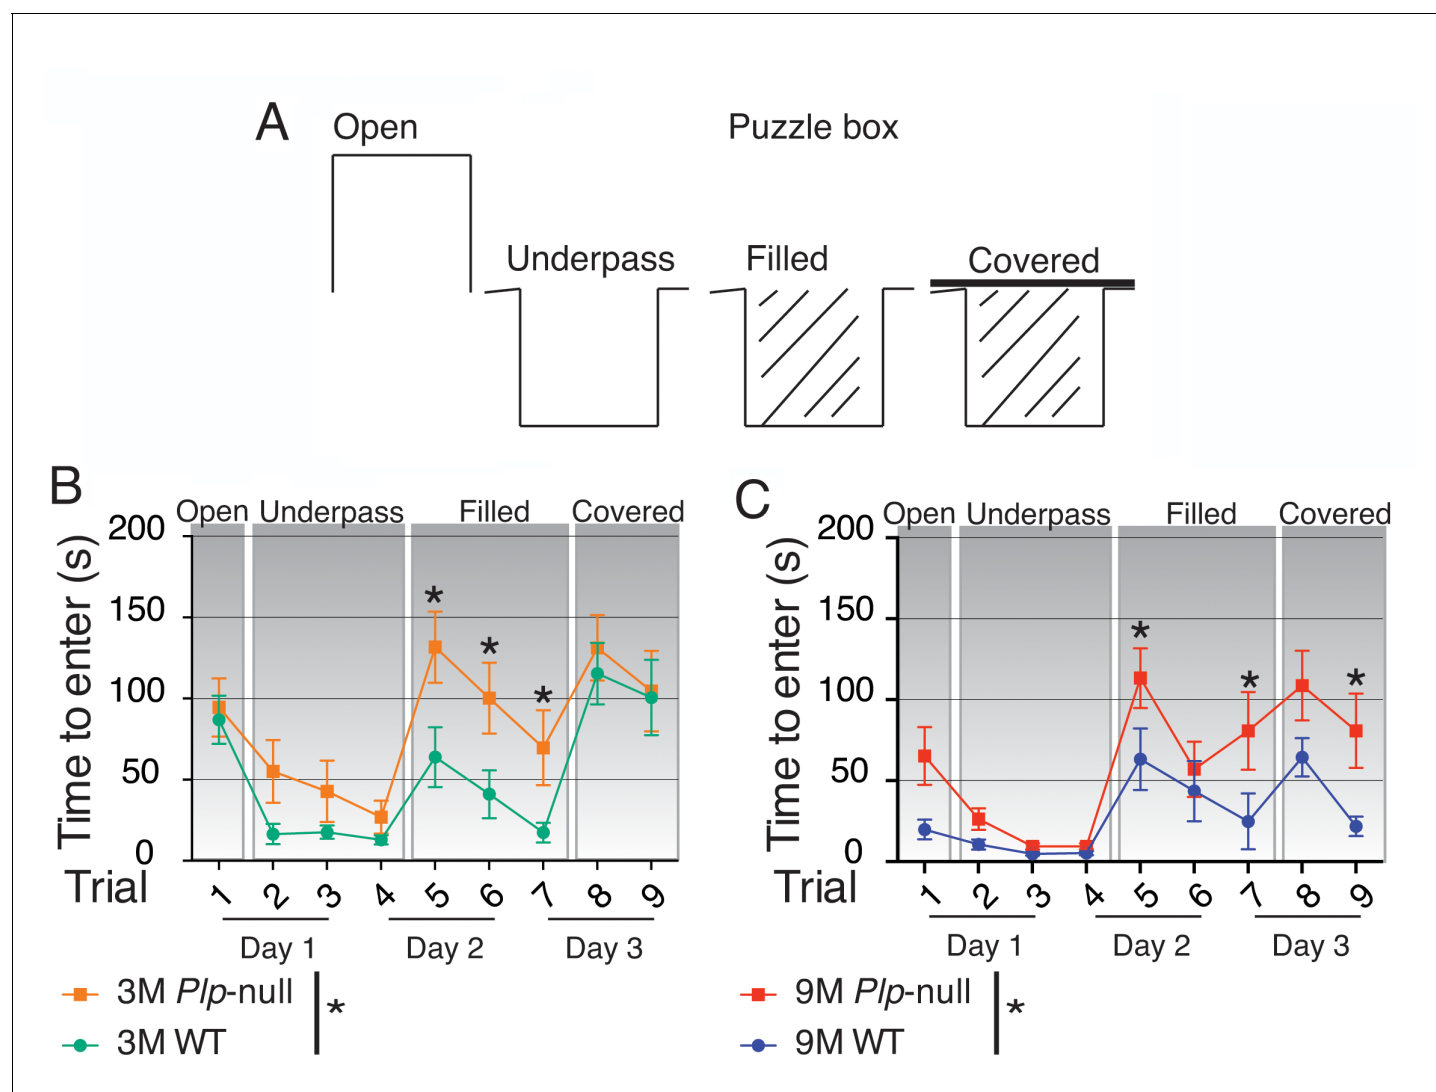 A
Open
Puzzle box
Underpass
Filled
Covered
B
Open
Underpass
Filled
Covered
Time to enter (s)
200
150
100
50
0
Trial
1 2 3 4 5 6 7 8 9
Day 1
Day 2
Day 3
*
*
*
3M Plp-null
3M WT
*
C
Open
Underpass
Filled
Covered
Time to enter (s)
200
150
100
50
0
Trial
1 2 3 4 5 6 7 8 9
Day 1
Day 2
Day 3
*
*
*
9M Plp-null
9M WT
*